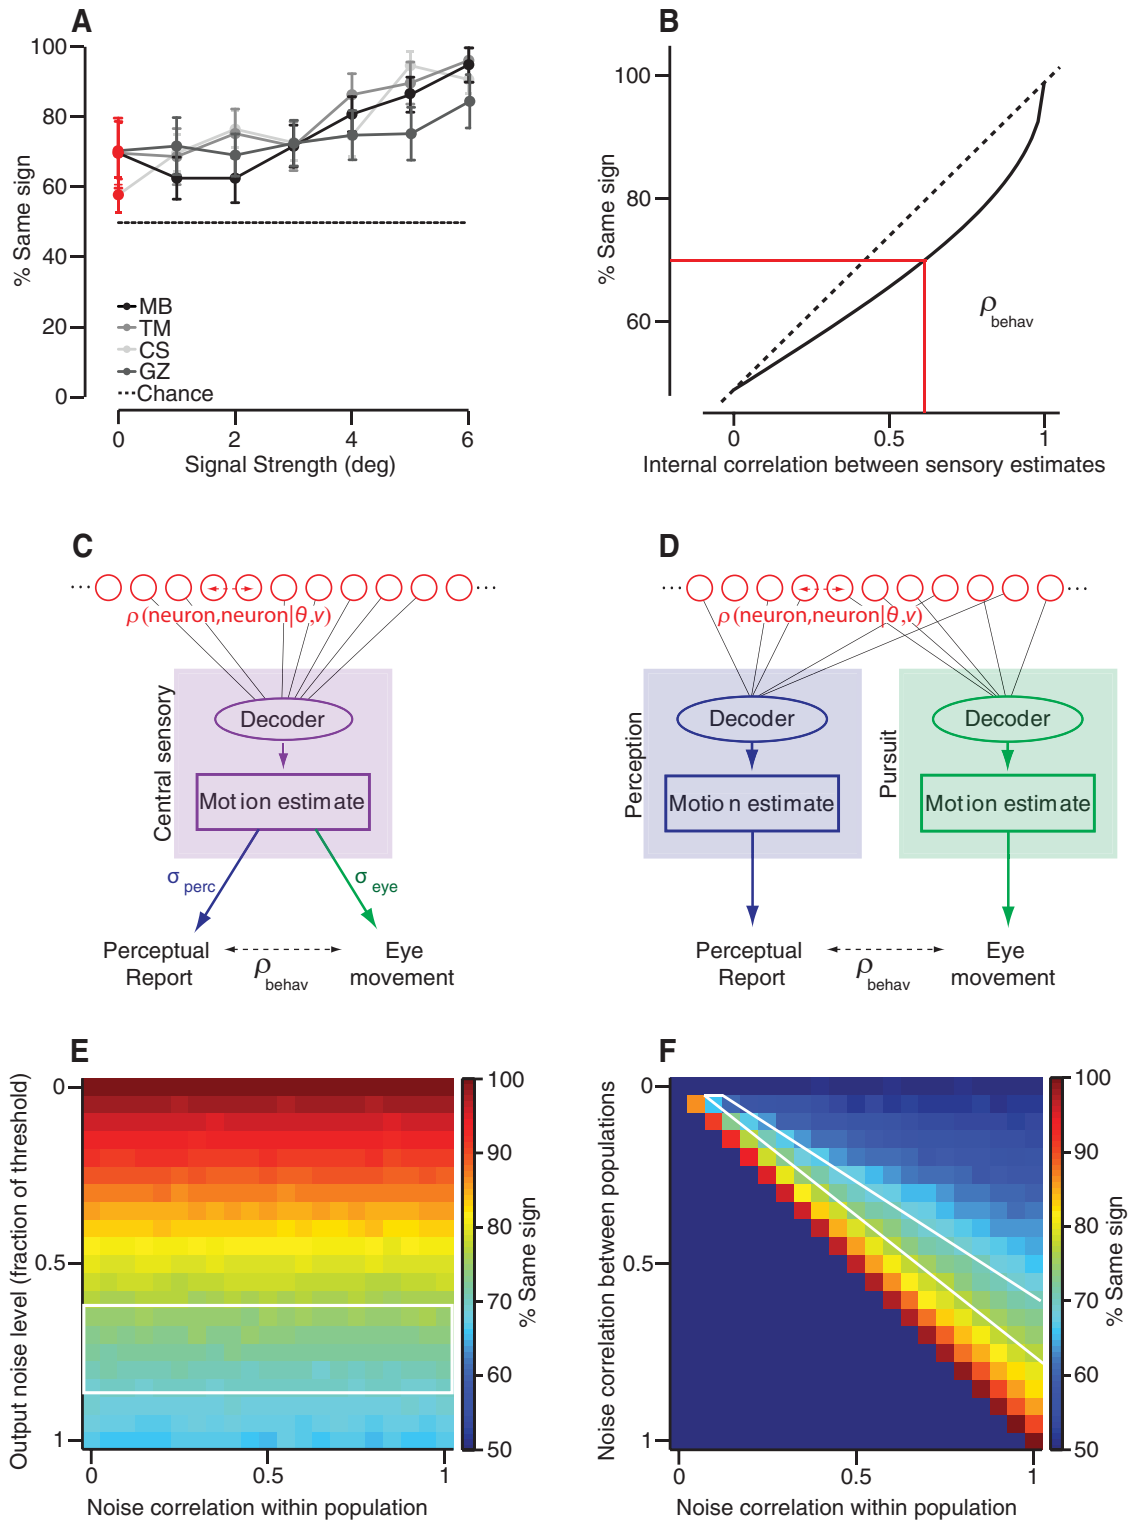 A
% Same sign
100
80
60
40
20
0
MB
TM
CS
GZ
Chance
0 2 4 6
Signal Strength (deg)
B
% Same sign
100
80
60
ρ behav
0 0.5 1
Internal correlation between sensory estimates
C
··· ···
ρ (neuron,neuron|θ,v)
Central sensory
Decoder
Motion estimate
σ perc
σ eye
Perceptual Report
ρ behav
Eye movement
D
··· ···
ρ (neuron,neuron|θ,v)
Perception
Decoder
Motion estimate
Pursuit
Decoder
Motion estimate
Perceptual Report
ρ behav
Eye movement
E
Output noise level (fraction of threshold)
0
0.5
1
0 0.5 1
Noise correlation within population
100
90
80
70
60
50
% Same sign
F
Noise correlation between populations
0
0.5
1
0 0.5 1
Noise correlation within population
100
90
80
70
60
50
% Same sign